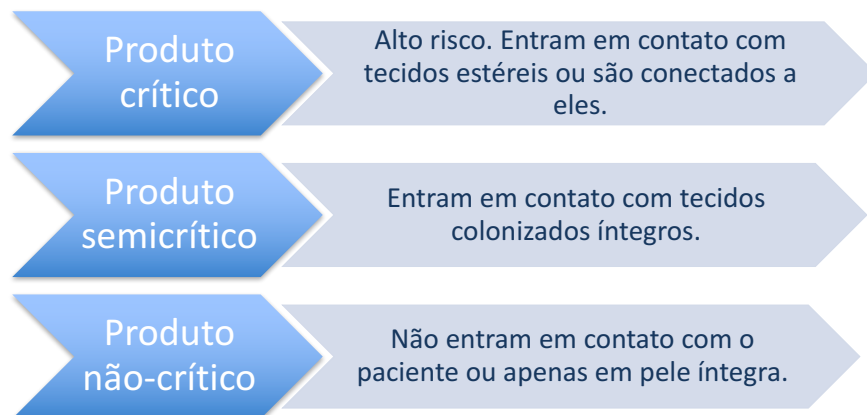 Produto
crítico
Alto risco. Entram em contato com
tecidos estéreis ou são conectados a
eles.
Produto
semicrítico
Entram em contato com tecidos
colonizados íntegros.
Produto
não-crítico
Não entram em contato com o
paciente ou apenas em pele íntegra.